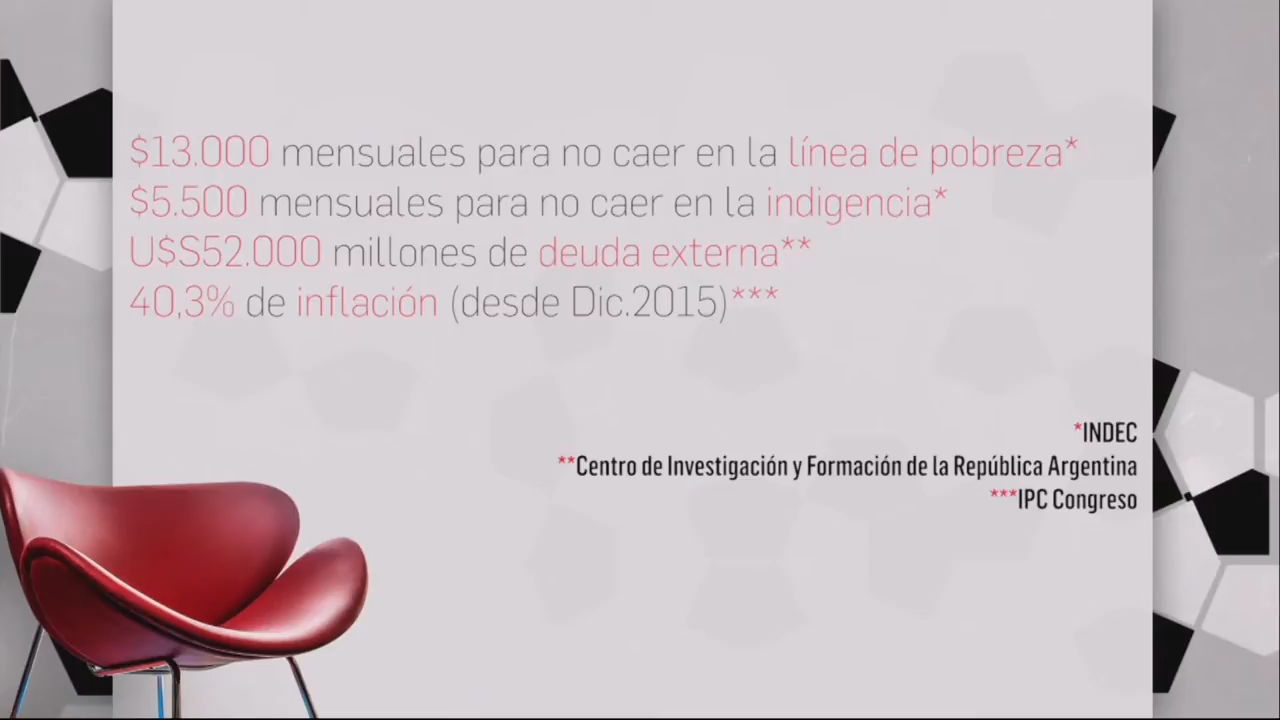 $13.000 mensuales para no caer en la línea de pobreza*
$5.500 mensuales para no caer en la indigencia*
U$S52.000 millones de deuda externa**
40,3% de inflación (desde Dic.2015)***
*INDEC
**Centro de Investigación y Formación de la República Argentina
***IPC Congreso